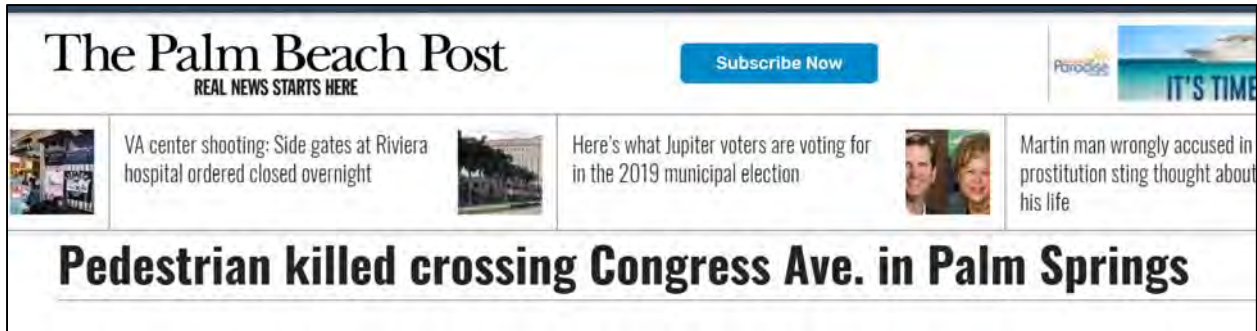 The Palm Beach Post
REAL NEWS STARTS HERE
Subscribe Now
Paradise
IT'S TIME
VA center shooting: Side gates at Riviera
hospital ordered closed overnight
Here's what Jupiter voters are voting for
in the 2019 municipal election
Martin man wrongly accused in
prostitution sting thought about
his life
Pedestrian killed crossing Congress Ave. in Palm Springs